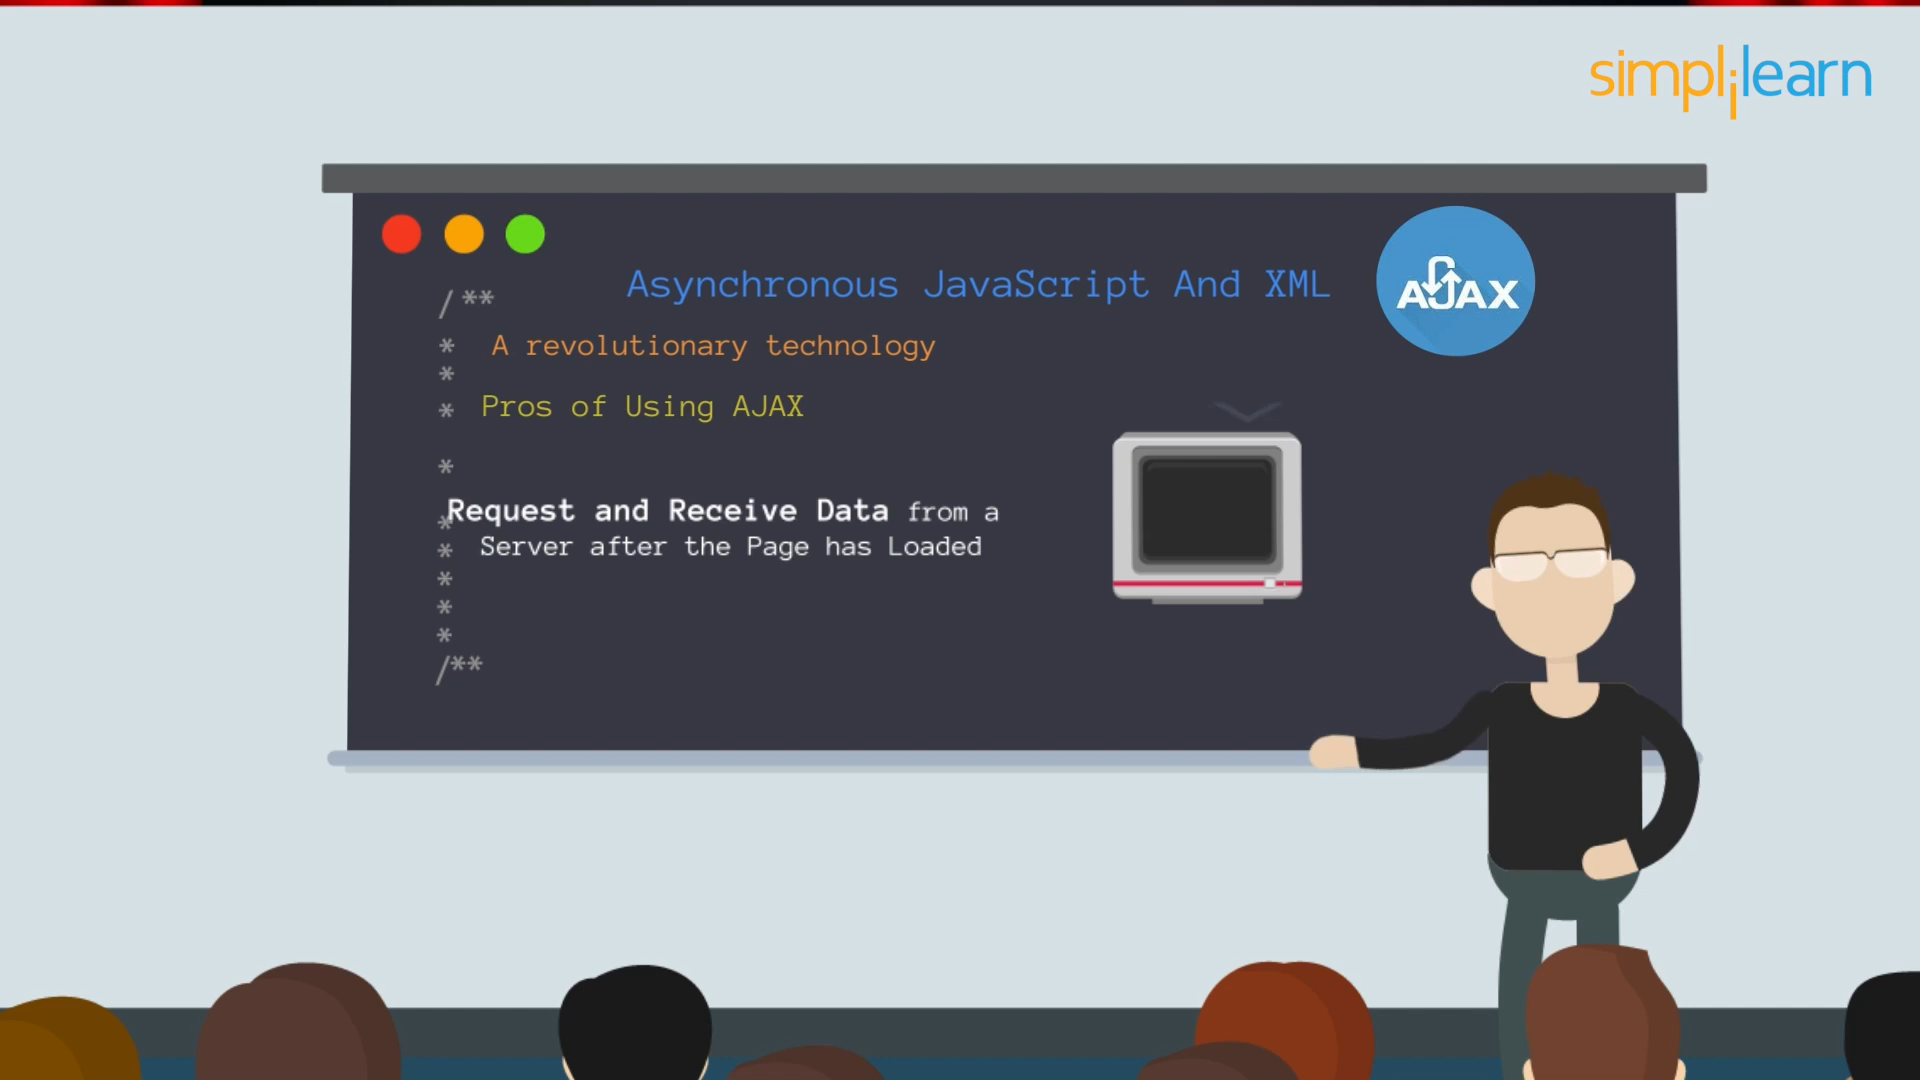 simplilearn
Asynchronous JavaScript And XML
AJAX
/**
* A revolutionary technology
*
* Pros of Using AJAX
*
*
Request and Receive Data from a
* Server after the Page has Loaded
*
*
*
/**